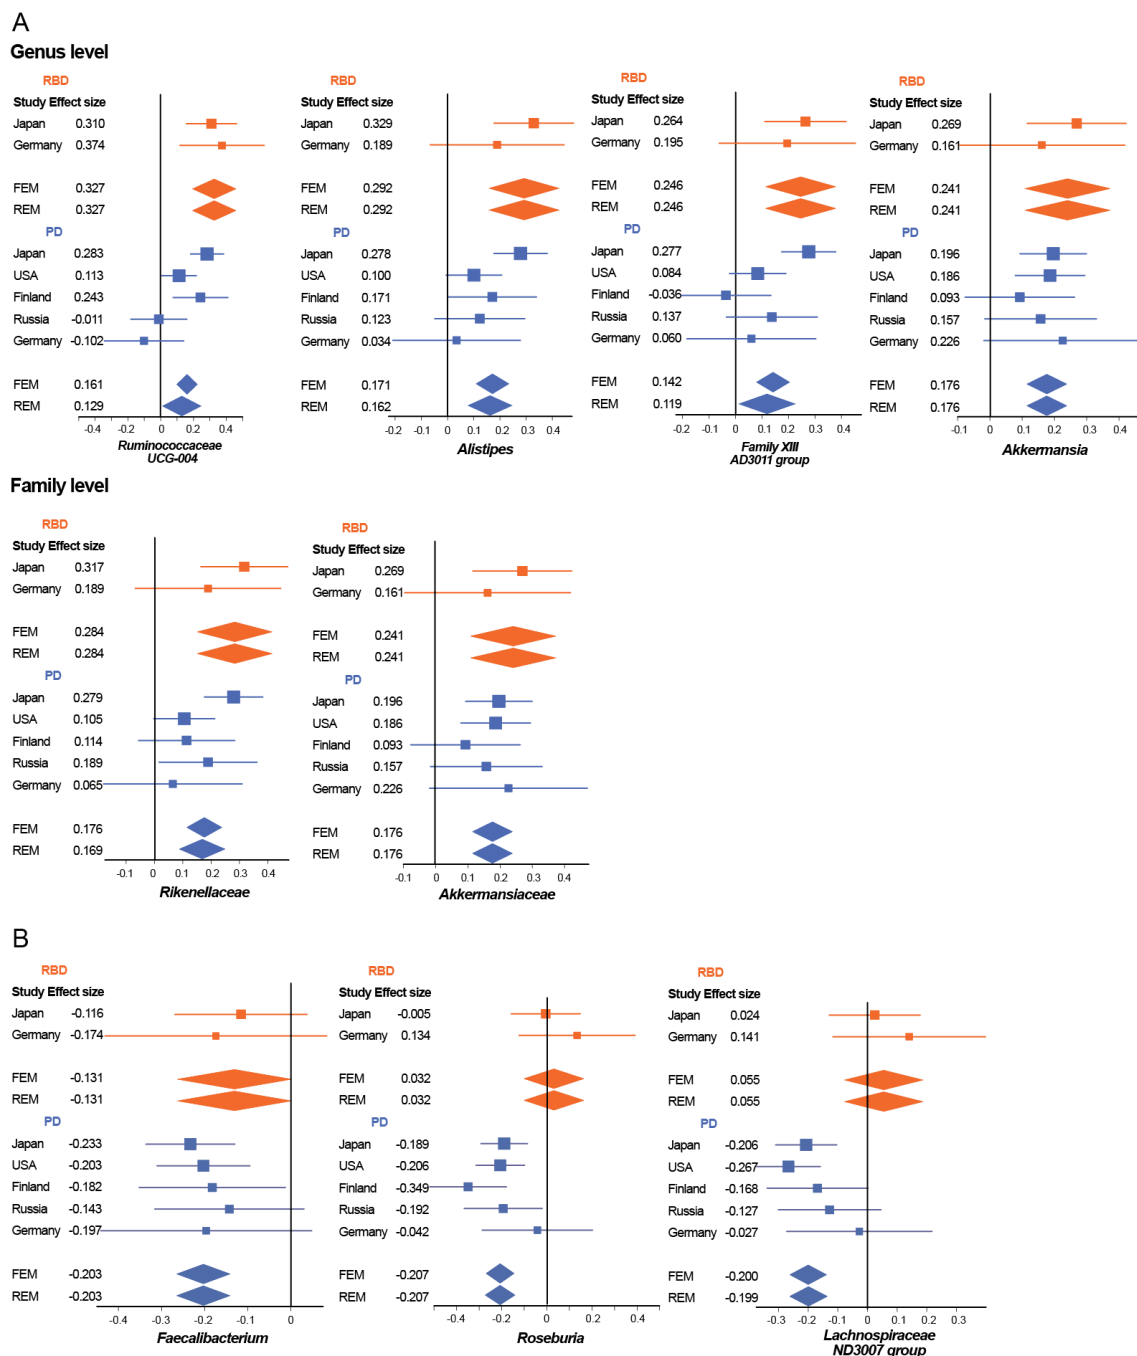 A
Genus level
RBD
Study Effect size
Japan 0.310
Germany 0.374
FEM 0.327
REM 0.327
PD
Japan 0.283
USA 0.113
Finland 0.243
Russia -0.011
Germany -0.102
FEM 0.161
REM 0.129
-0.4 -0.2 0 0.2 0.4
Ruminococcaceae
UCG-004
RBD
Study Effect size
Japan 0.329
Germany 0.189
FEM 0.292
REM 0.292
PD
Japan 0.278
USA 0.100
Finland 0.171
Russia 0.123
Germany 0.034
FEM 0.171
REM 0.162
-0.2 -0.1 0 0.1 0.2 0.3 0.4
Alistipes
RBD
Study Effect size
Japan 0.264
Germany 0.195
FEM 0.246
REM 0.246
PD
Japan 0.277
USA 0.084
Finland -0.036
Russia 0.137
Germany 0.060
FEM 0.142
REM 0.119
-0.2 -0.1 0 0.1 0.2 0.3 0.4
Family XIII
AD3011 group
RBD
Study Effect size
Japan 0.269
Germany 0.161
FEM 0.241
REM 0.241
PD
Japan 0.196
USA 0.186
Finland 0.093
Russia 0.157
Germany 0.226
FEM 0.176
REM 0.176
-0.1 0 0.1 0.2 0.3 0.4
Akkermansia
Family level
RBD
Study Effect size
Japan 0.317
Germany 0.189
FEM 0.284
REM 0.284
PD
Japan 0.279
USA 0.105
Finland 0.114
Russia 0.189
Germany 0.065
FEM 0.176
REM 0.169
-0.1 0 0.1 0.2 0.3 0.4
Rikenellaceae
RBD
Study Effect size
Japan 0.269
Germany 0.161
FEM 0.241
REM 0.241
PD
Japan 0.196
USA 0.186
Finland 0.093
Russia 0.157
Germany 0.226
FEM 0.176
REM 0.176
-0.1 0 0.1 0.2 0.3 0.4
Akkermansiaceae
B
RBD
Study Effect size
Japan -0.116
Germany -0.174
FEM -0.131
REM -0.131
PD
Japan -0.233
USA -0.203
Finland -0.182
Russia -0.143
Germany -0.197
FEM -0.203
REM -0.203
-0.4 -0.3 -0.2 -0.1 0
Faecalibacterium
RBD
Study Effect size
Japan -0.005
Germany 0.134
FEM 0.032
REM 0.032
PD
Japan -0.189
USA -0.206
Finland -0.349
Russia -0.192
Germany -0.042
FEM -0.207
REM -0.207
-0.4 -0.2 0 0.2 0.4
Roseburia
RBD
Study Effect size
Japan 0.024
Germany 0.141
FEM 0.055
REM 0.055
PD
Japan -0.206
USA -0.267
Finland -0.168
Russia -0.127
Germany -0.027
FEM -0.200
REM -0.199
-0.3 -0.2 -0.1 0 0.1 0.2 0.3
Lachnospiraceae
ND3007 group